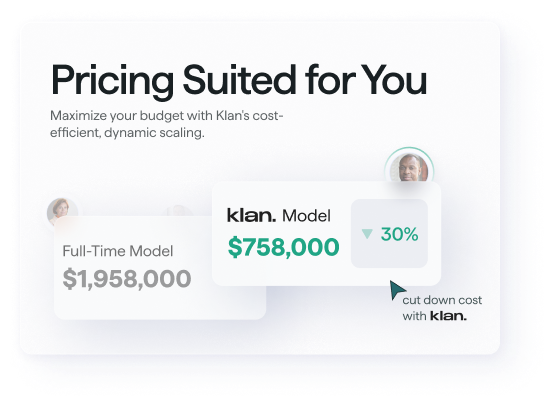 Pricing Suited for You
Maximize your budget with Klan's cost-
efficient, dynamic scaling.
klan. Model
$758,000
30%
Full-Time Model
$1,958,000
cut down cost
with klan.